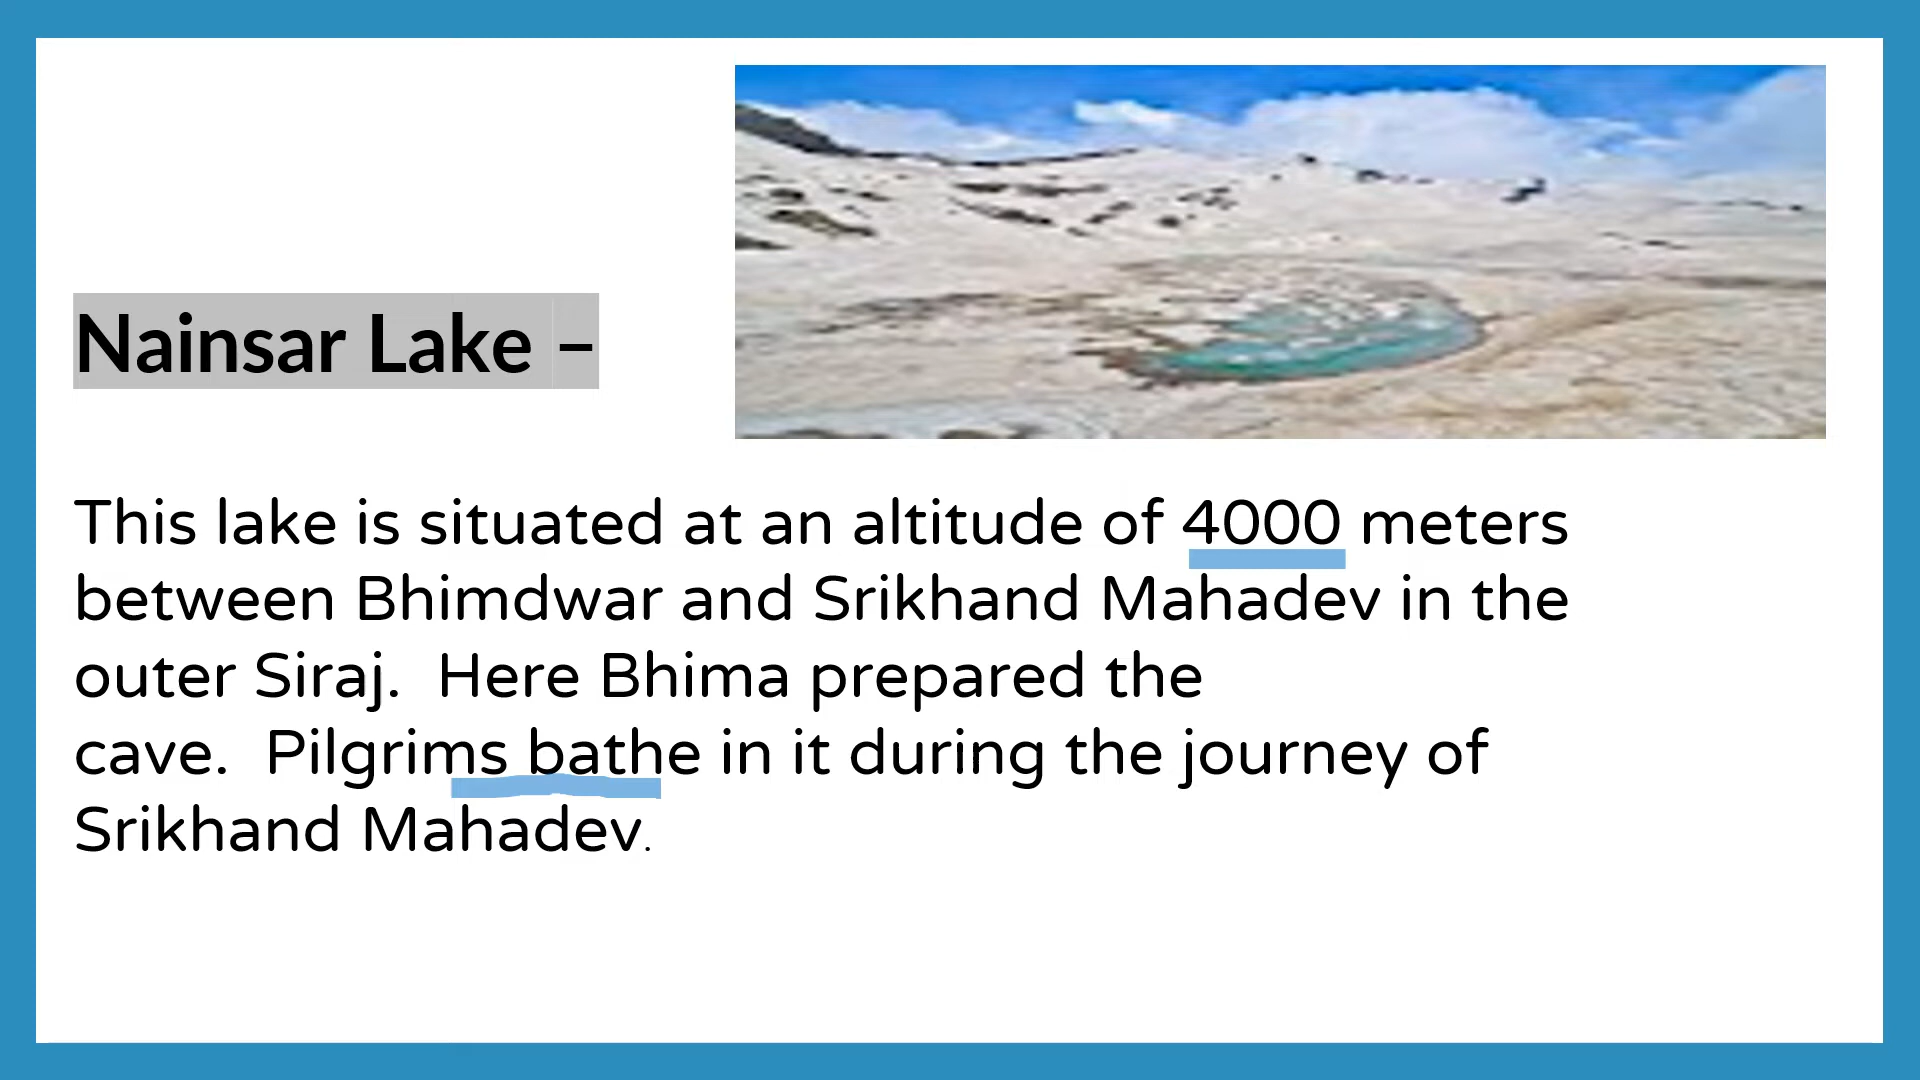 Nainsar Lake –
This lake is situated at an altitude of 4000 meters
between Bhimdwar and Srikhand Mahadev in the
outer Siraj.  Here Bhima prepared the
cave.  Pilgrims bathe in it during the journey of
Srikhand Mahadev.